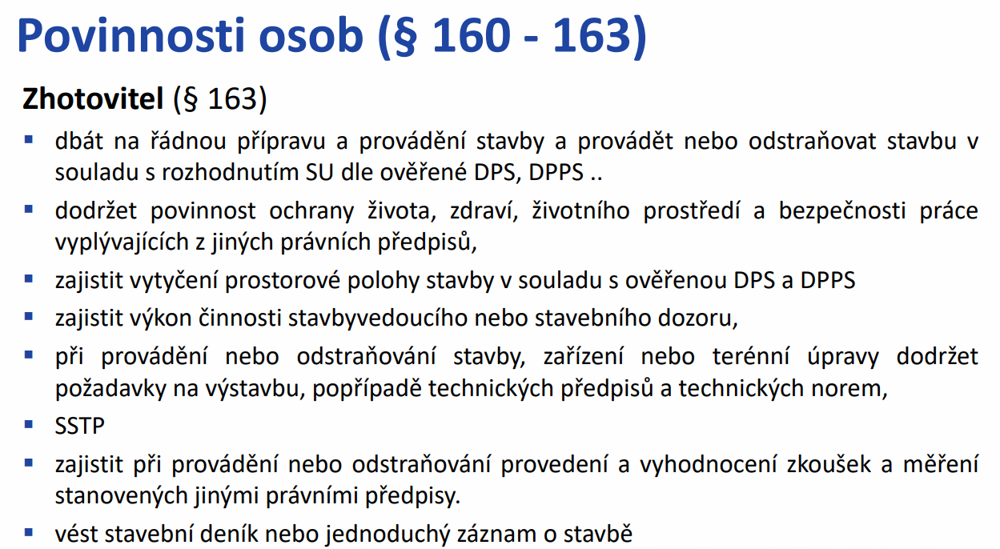 Povinnosti osob (§ 160 - 163)
Zhotovitel (§ 163)
▪ dbát na řádnou přípravu a provádění stavby a provádět nebo odstraňovat stavbu v
souladu s rozhodnutím SU dle ověřené DPS, DPPS ..
▪ dodržet povinnost ochrany života, zdraví, životního prostředí a bezpečnosti práce
vyplývajících z jiných právních předpisů,
▪ zajistit vytyčení prostorové polohy stavby v souladu s ověřenou DPS a DPPS
▪ zajistit výkon činnosti stavbyvedoucího nebo stavebního dozoru,
▪ při provádění nebo odstraňování stavby, zařízení nebo terénní úpravy dodržet
požadavky na výstavbu, popřípadě technických předpisů a technických norem,
▪ SSTP
▪ zajistit při provádění nebo odstraňování provedení a vyhodnocení zkoušek a měření
stanovených jinými právními předpisy.
▪ vést stavební deník nebo jednoduchý záznam o stavbě